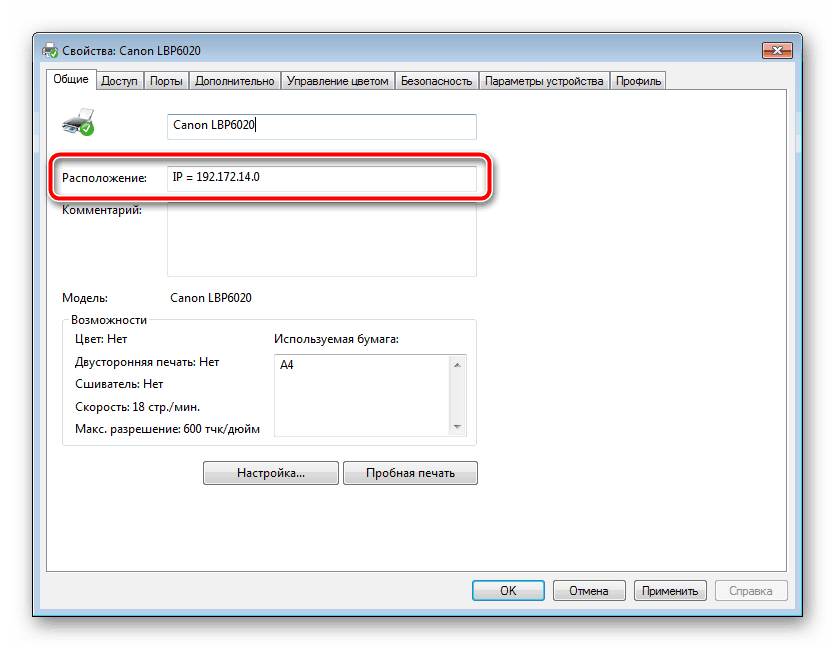 Свойства: Canon LBP6020
Общие Доступ Порты Дополнительно Управление цветом Безопасность Параметры устройства Профиль
Canon LBP6020
Расположение: IP = 192.172.14.0
Комментарий:
Модель: Canon LBP6020
Возможности
Цвет: Нет Используемая бумага:
Двусторонняя печать: Нет A4
Сшиватель: Нет
Скорость: 18 стр./мин.
Макс. разрешение: 600 тчк/дюйм
Настройка... Пробная печать
OK Отмена Применить Справка